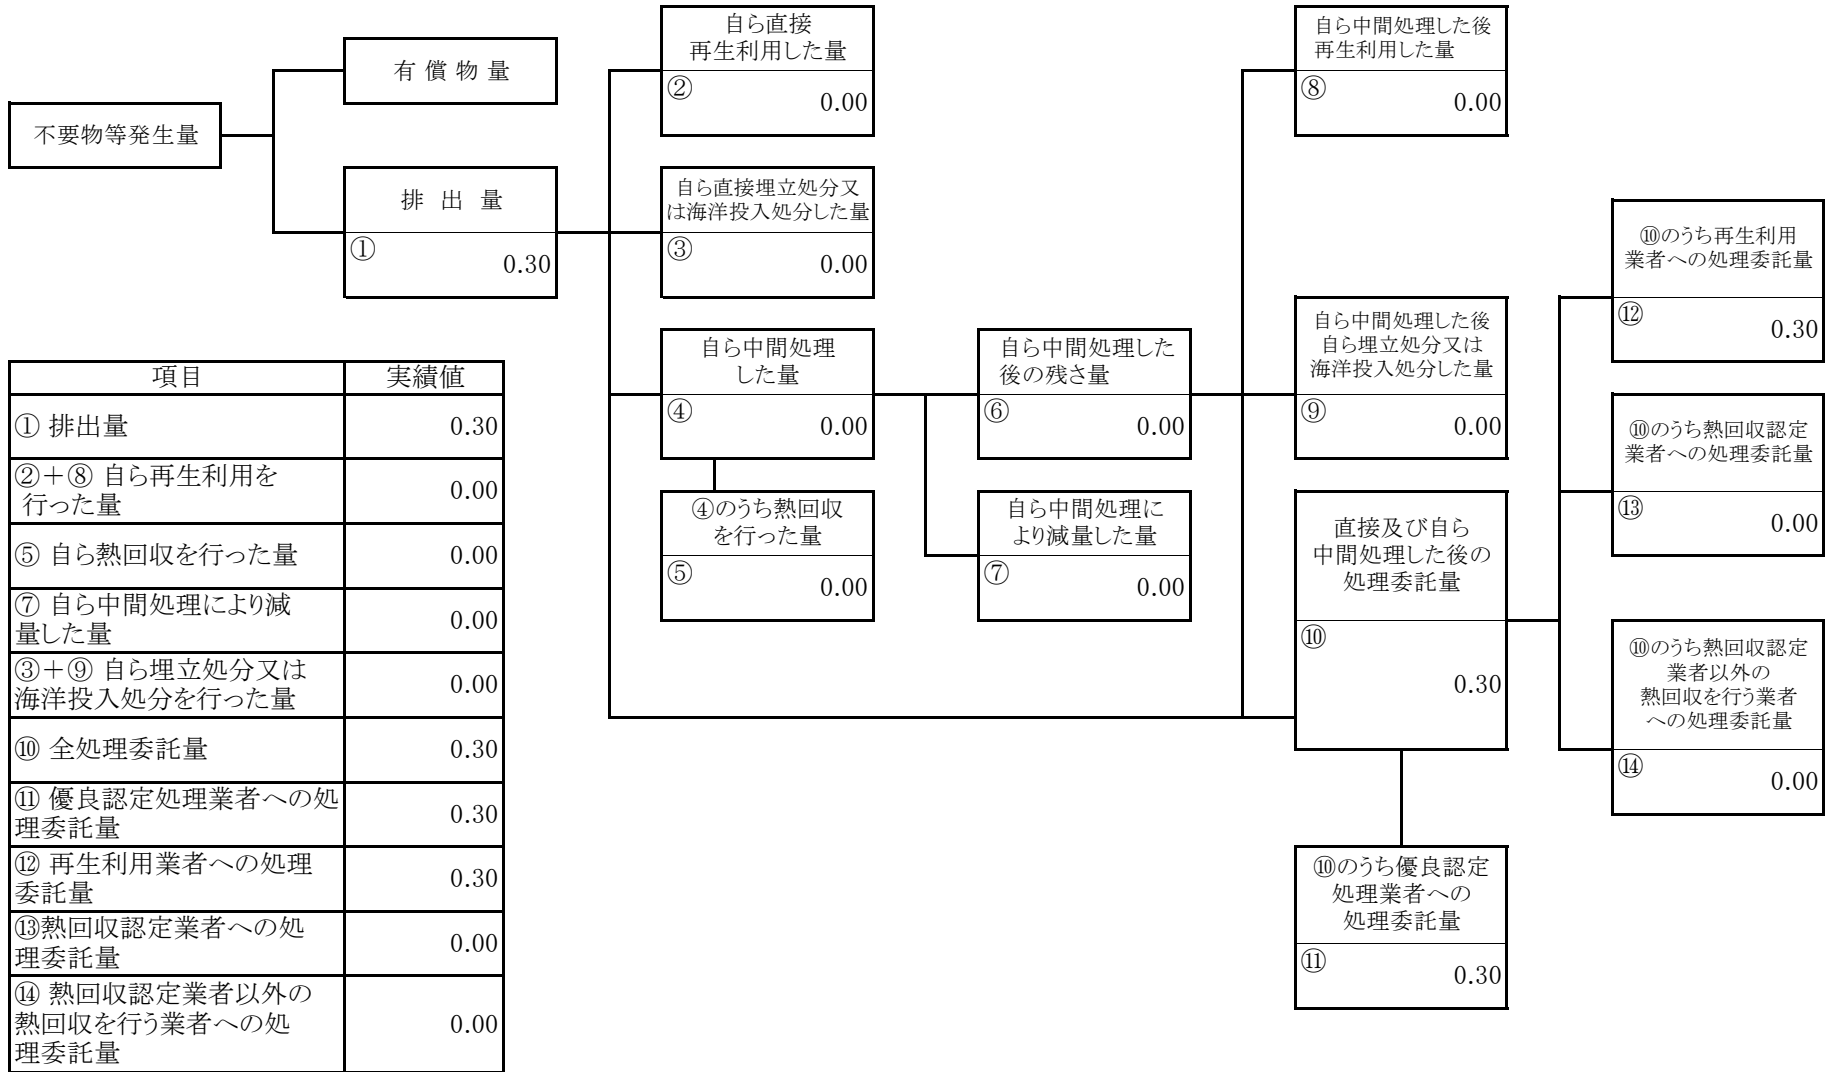 不要物等発生量
有 償 物 量
排 出 量
①
0.30
自ら直接
再生利用した量
②
0.00
自ら直接埋立処分又
は海洋投入処分した量
③
0.00
自ら中間処理
した量
④
0.00
④のうち熱回収
を行った量
⑤
0.00
自ら中間処理した
後の残さ量
⑥
0.00
自ら中間処理に
より減量した量
⑦
0.00
自ら中間処理した後
再生利用した量
⑧
0.00
自ら中間処理した後
自ら埋立処分又は
海洋投入処分した量
⑨
0.00
直接及び自ら
中間処理した後の
処理委託量
⑩
0.30
⑩のうち優良認定
処理業者への
処理委託量
⑪
0.30
⑩のうち再生利用
業者への処理委託量
⑫
0.30
⑩のうち熱回収認定
業者への処理委託量
⑬
0.00
⑩のうち熱回収認定
業者以外の
熱回収を行う業者
への処理委託量
⑭
0.00
項目 実績値
① 排出量 0.30
②+⑧ 自ら再生利用を
行った量 0.00
⑤ 自ら熱回収を行った量 0.00
⑦ 自ら中間処理により減
量した量 0.00
③+⑨ 自ら埋立処分又は
海洋投入処分を行った量 0.00
⑩ 全処理委託量 0.30
⑪ 優良認定処理業者への処
理委託量 0.30
⑫ 再生利用業者への処理
委託量 0.30
⑬熱回収認定業者への処
理委託量 0.00
⑭ 熱回収認定業者以外の
熱回収を行う業者への処
理委託量 0.00